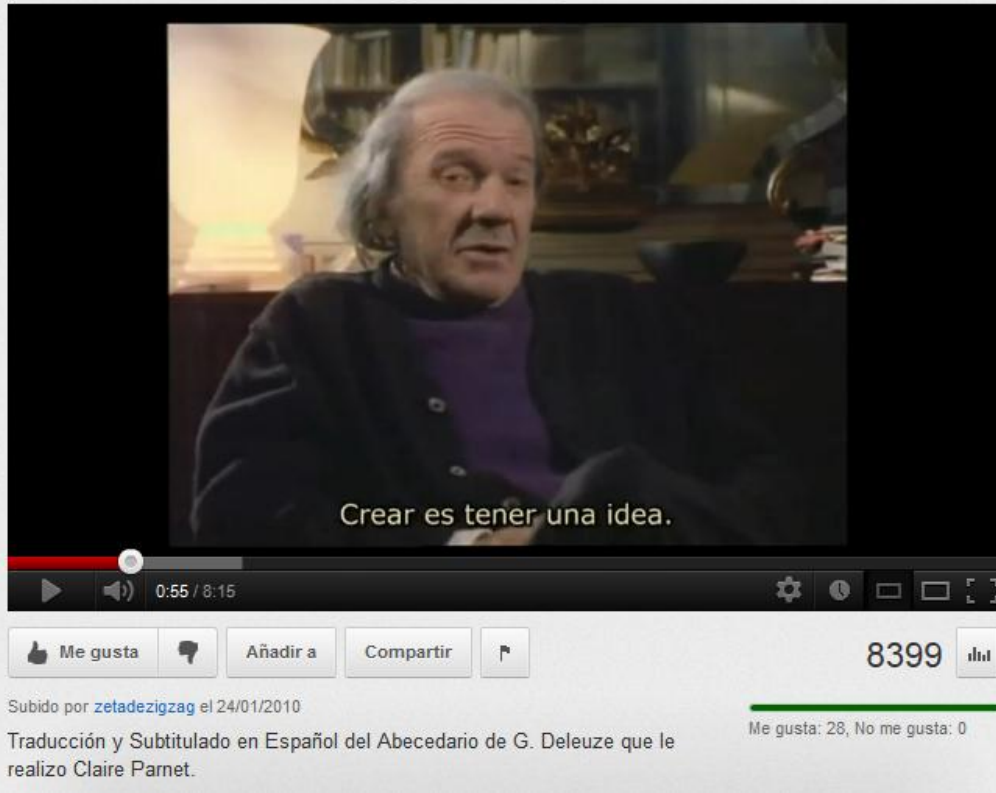 Crear es tener una idea.
0:55 / 8:15
Me gusta
Añadir a
Compartir
8399
Subido por zetadezigzag el 24/01/2010
Me gusta: 28, No me gusta: 0
Traducción y Subtitulado en Español del Abecedario de G. Deleuze que le
realizo Claire Parnet.